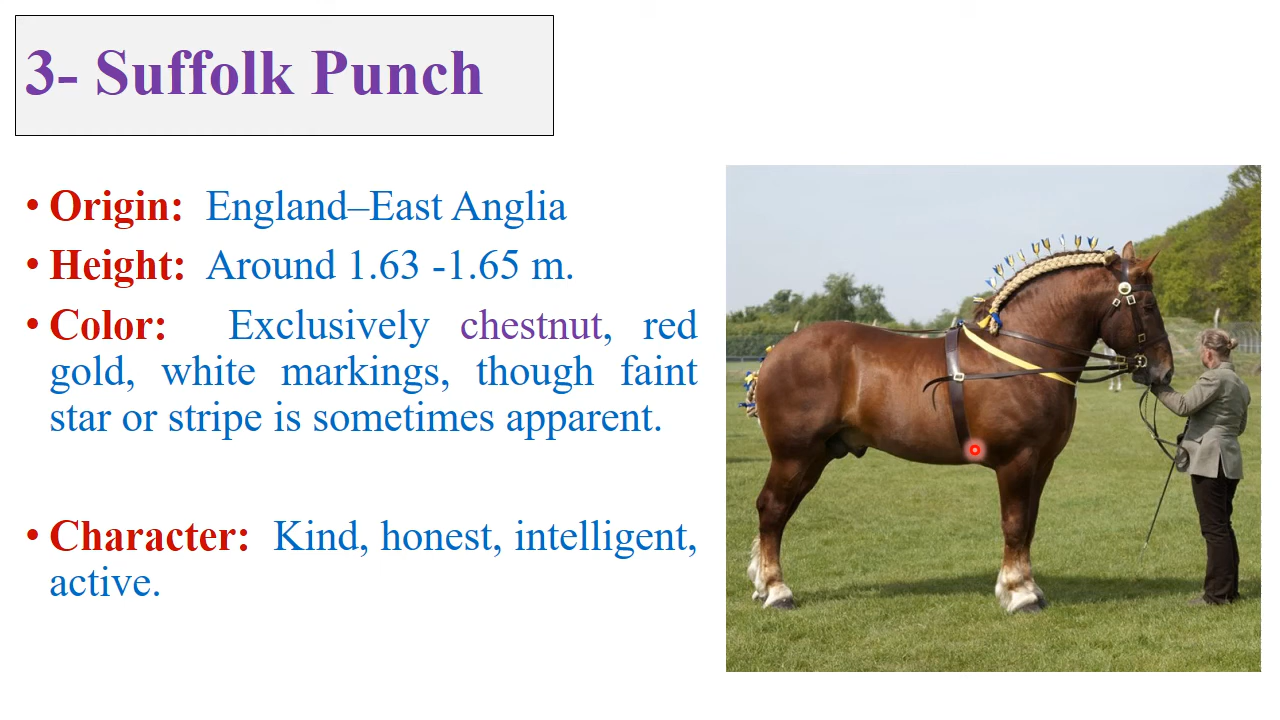 3- Suffolk Punch
• Origin: England–East Anglia
• Height: Around 1.63 -1.65 m.
• Color: Exclusively chestnut, red
gold, white markings, though faint
star or stripe is sometimes apparent.
• Character: Kind, honest, intelligent,
active.